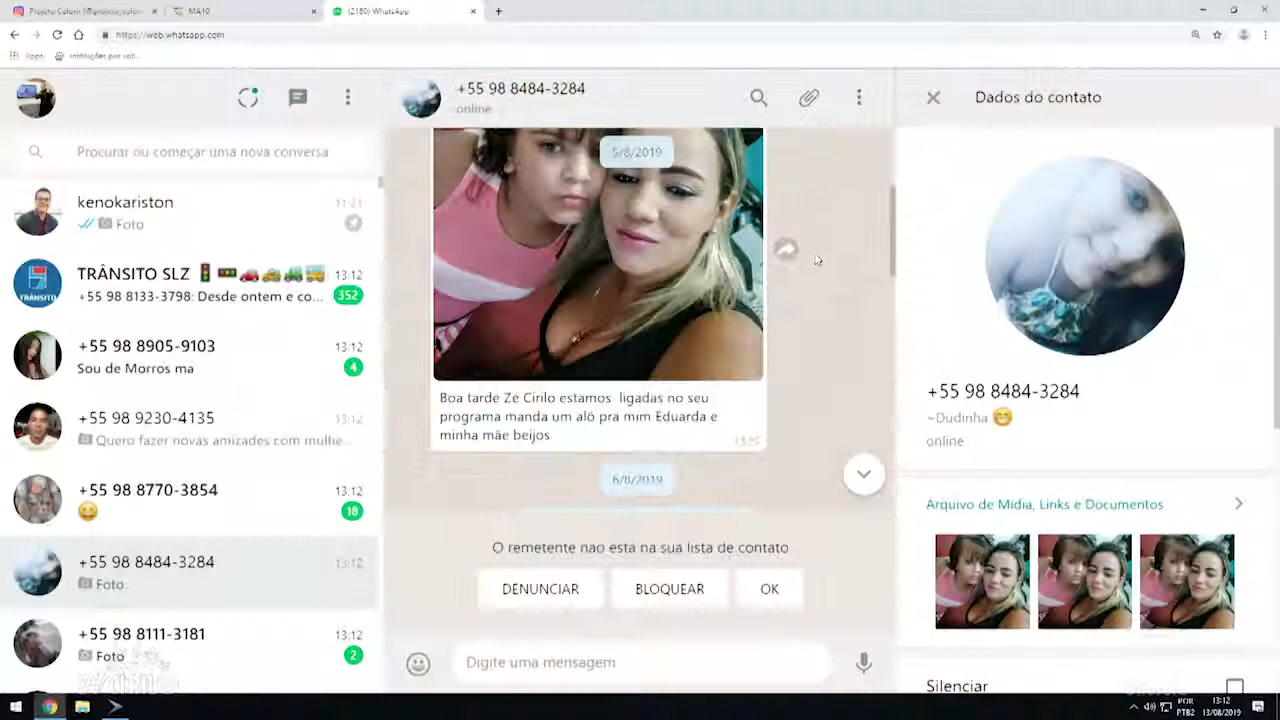 MA10
(2180) WhatsApp
https://web.whatsapp.com
Apps
+55 98 8484-3284
online
Dados do contato
Procurar ou começar uma nova conversa
kenokariston
11:21
Foto
TRÂNSITO SLZ
13:12
+55 98 8133-3798: Desde ontem e co...
352
TRÂNSITO
+55 98 8905-9103
13:12
Sou de Morros ma
4
+55 98 9230-4135
13:12
Quero fazer novas amizades com mulhe...
+55 98 8770-3854
13:12
18
+55 98 8484-3284
13:12
Foto
+55 98 8111-3181
13:12
Foto
2
5/8/2019
Boa tarde Ze Cirilo estamos ligadas no seu
programa manda um alô pra mim Eduarda e
minha mãe beijos
6/8/2019
O remetente nao esta na sua lista de contato
DENUNCIAR
BLOQUEAR
OK
Digite uma mensagem
+55 98 8484-3284
~Dudinha
online
Arquivo de Mídia, Links e Documentos
Silenciar
POR
PTB2
13:12
13/08/2019